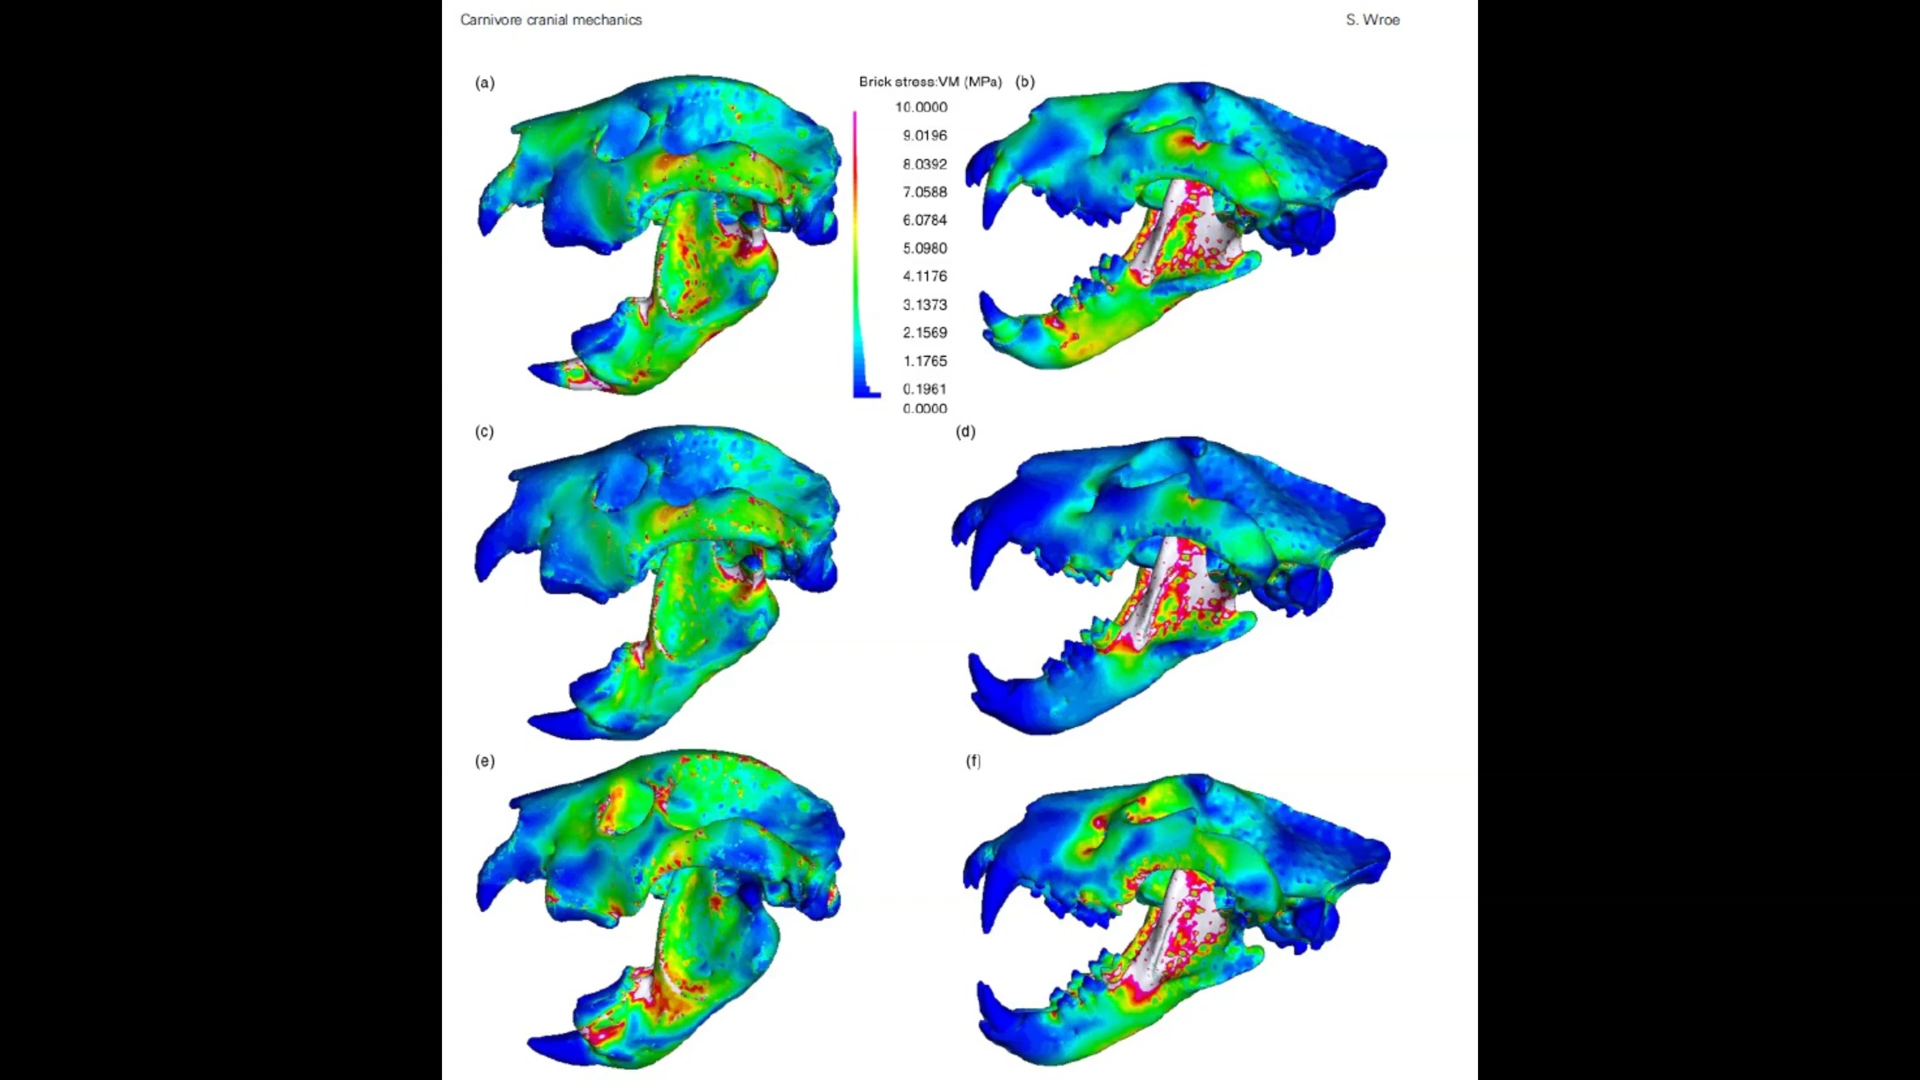 Carnivore cranial mechanics
S. Wroe
(a)
Brick stress:VM (MPa)
(b)
10.0000
9.0196
8.0392
7.0588
6.0784
5.0980
4.1176
3.1373
2.1569
1.1765
0.1961
0.0000
(c)
(d)
(e)
(f)